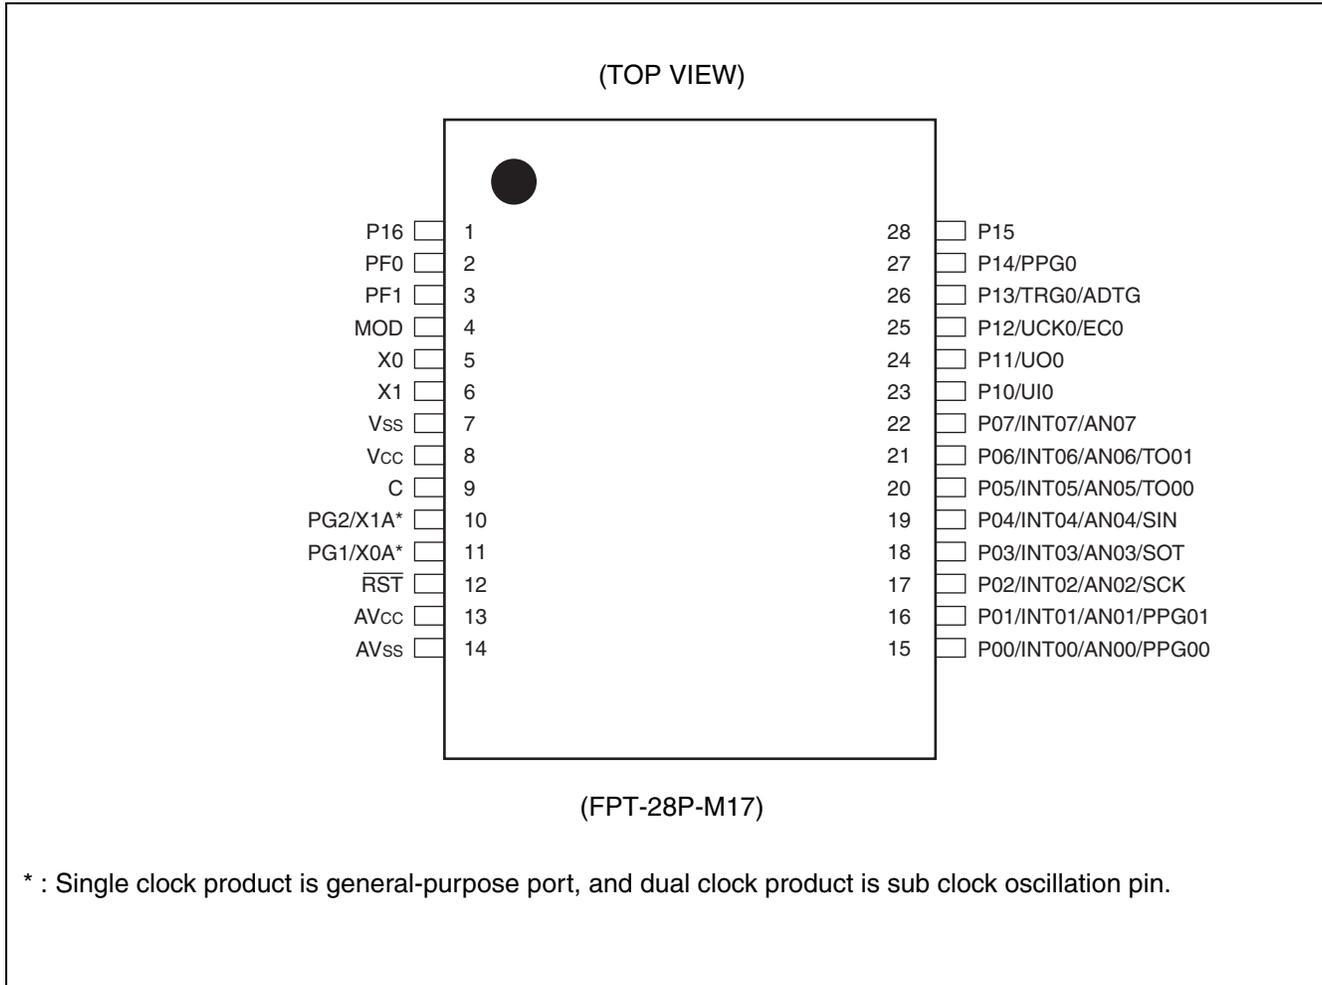 (TOP VIEW)
P16 1 28 P15
PF0 2 27 P14/PPG0
PF1 3 26 P13/TRG0/ADTG
MOD 4 25 P12/UCK0/EC0
X0 5 24 P11/UO0
X1 6 23 P10/UI0
Vss 7 22 P07/INT07/AN07
Vcc 8 21 P06/INT06/AN06/TO01
C 9 20 P05/INT05/AN05/TO00
PG2/X1A* 10 19 P04/INT04/AN04/SIN
PG1/X0A* 11 18 P03/INT03/AN03/SOT
RST 12 17 P02/INT02/AN02/SCK
AVcc 13 16 P01/INT01/AN01/PPG01
AVss 14 15 P00/INT00/AN00/PPG00
(FPT-28P-M17)
* : Single clock product is general-purpose port, and dual clock product is sub clock oscillation pin.